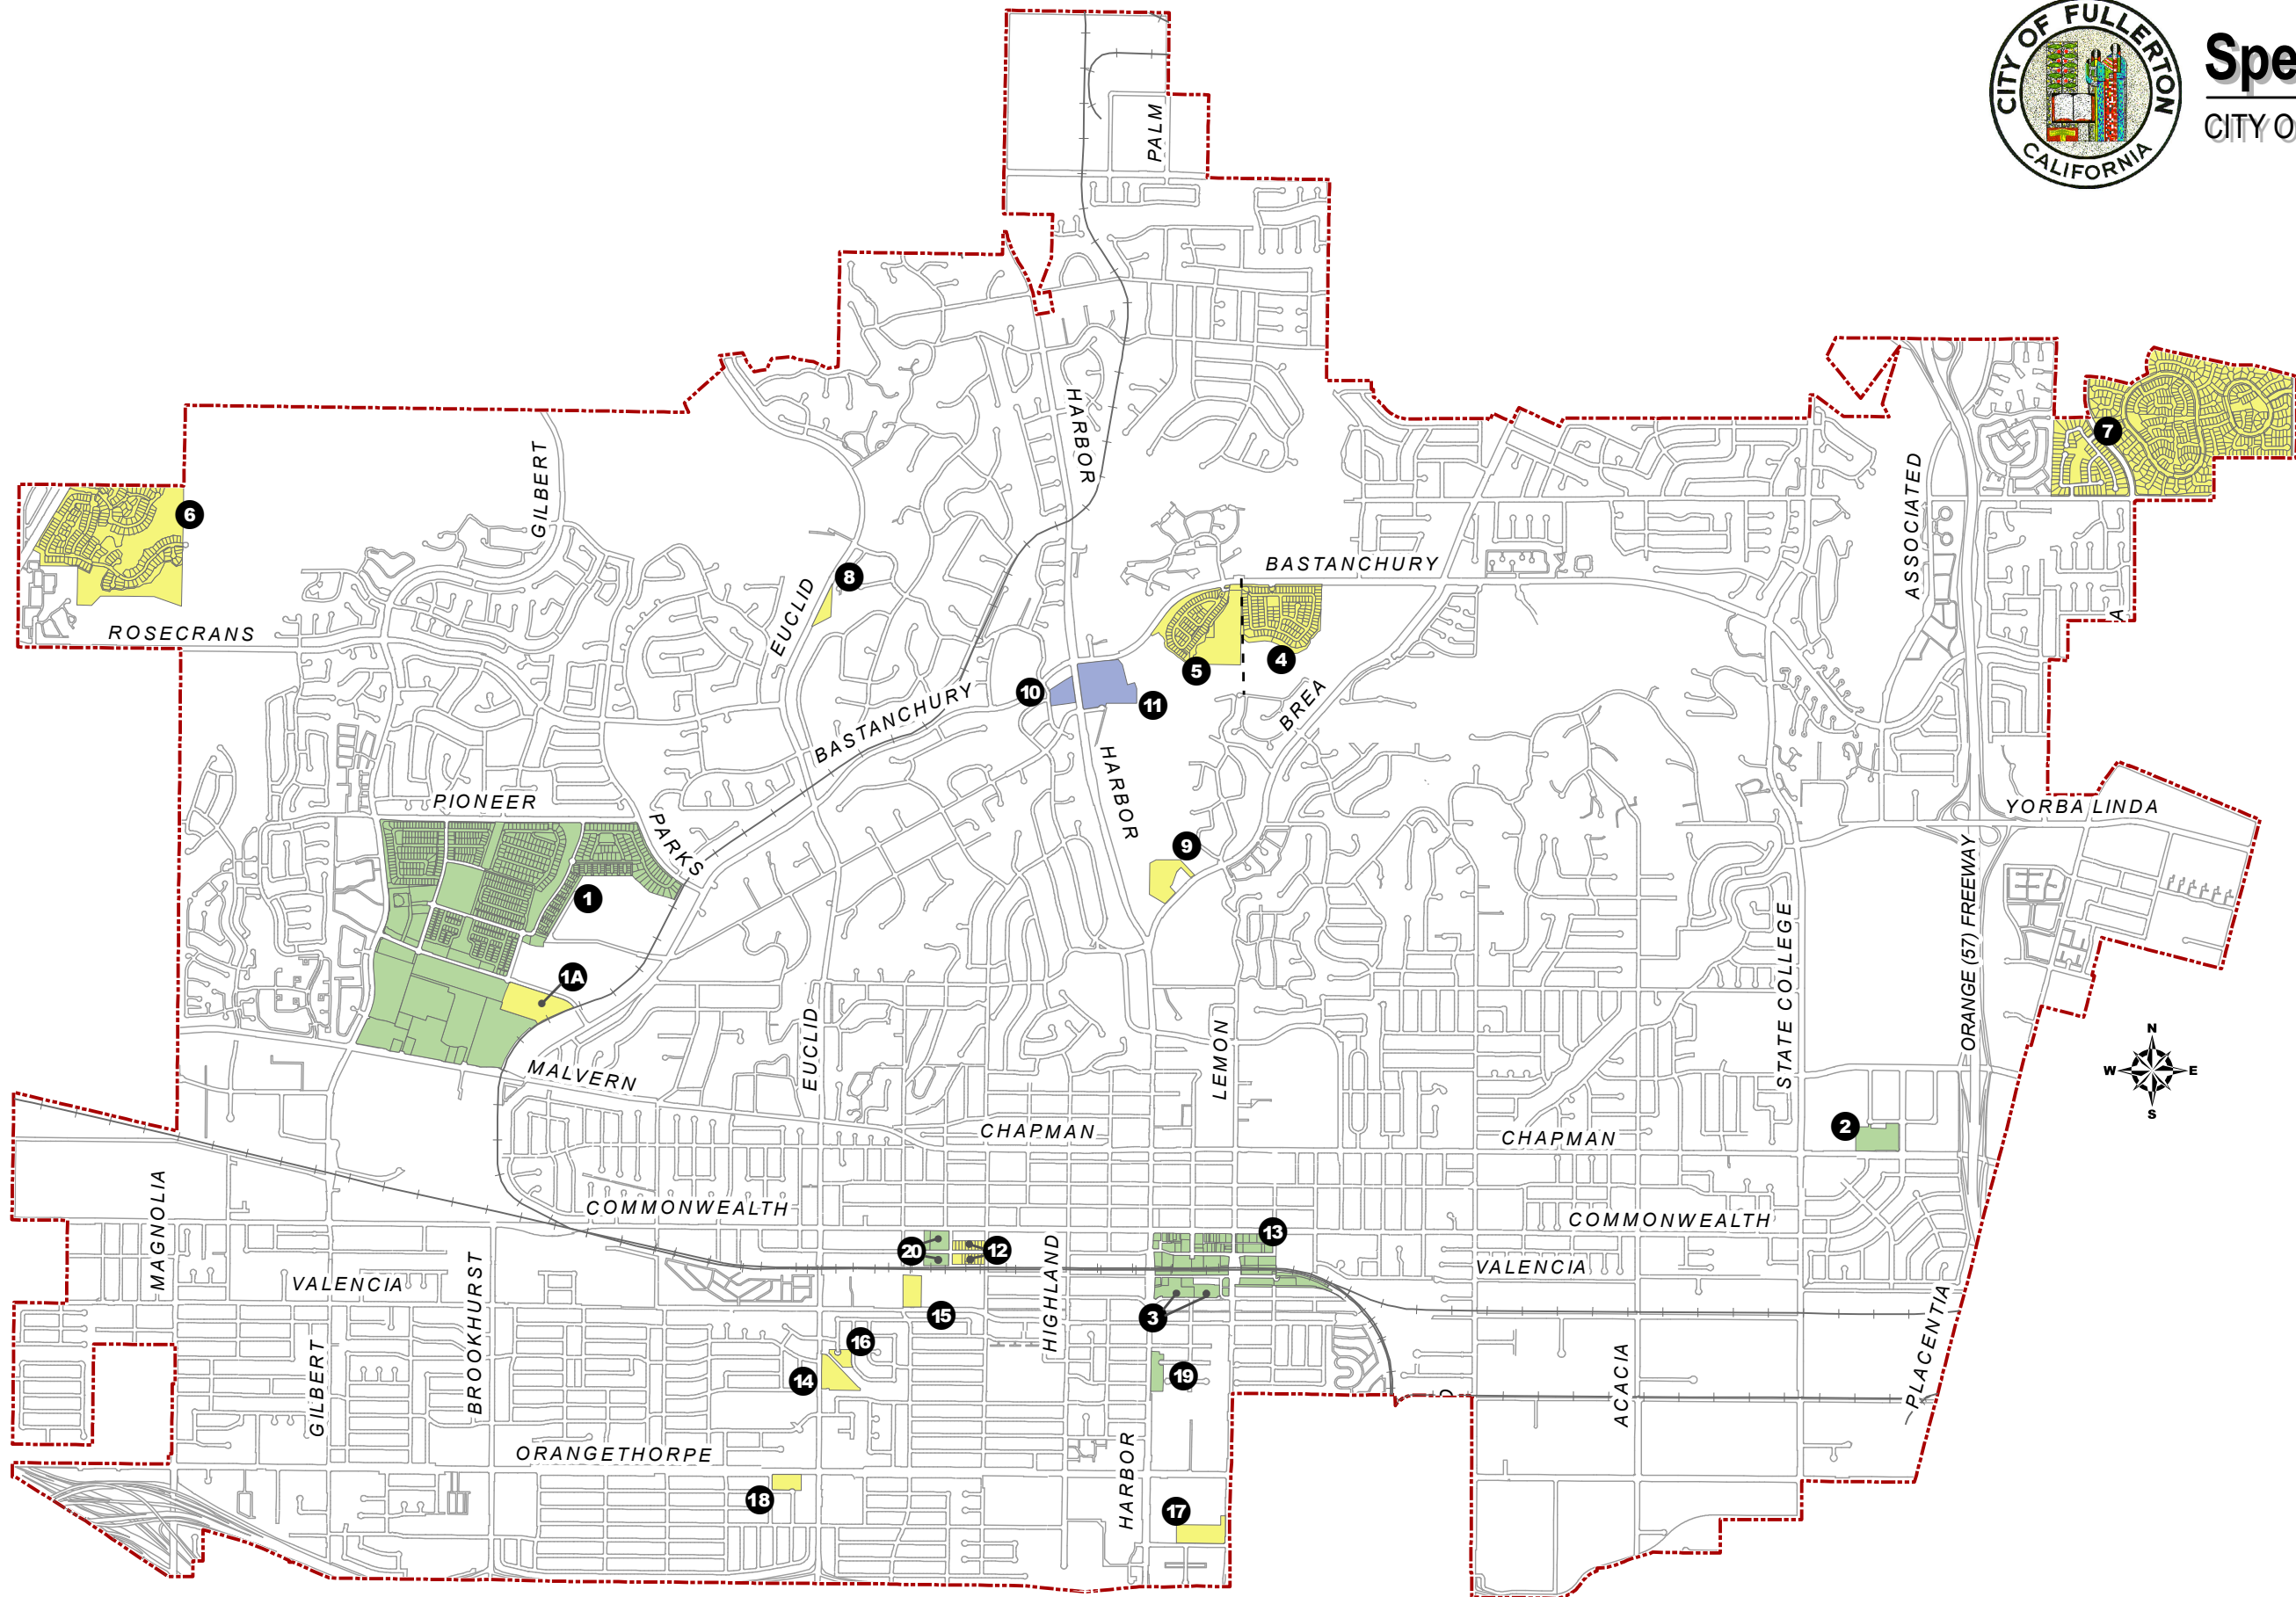 CITY OF FULLERTON
CALIFORNIA
Spe
CITY O
PALM
HARBOR
GILBERT
6
7
ASSOCIATED
BASTANCHURY
8
EUCLID
ROSECRANS
A
5
4
10
11
BREA
BASTANCHURY
HARBOR
PIONEER
PARKS
YORBA LINDA
9
1
ORANGE (57) FREEWAY
STATE COLLEGE
1A
EUCLID
LEMON
MALVERN
N
W E
S
CHAPMAN
CHAPMAN
2
MAGNOLIA
COMMONWEALTH
COMMONWEALTH
13
20
12
HIGHLAND
VALENCIA
VALENCIA
BROOKHURST
15
3
PLACENTIA
16
GILBERT
14
19
ACACIA
ORANGETHORPE
HARBOR
18
17